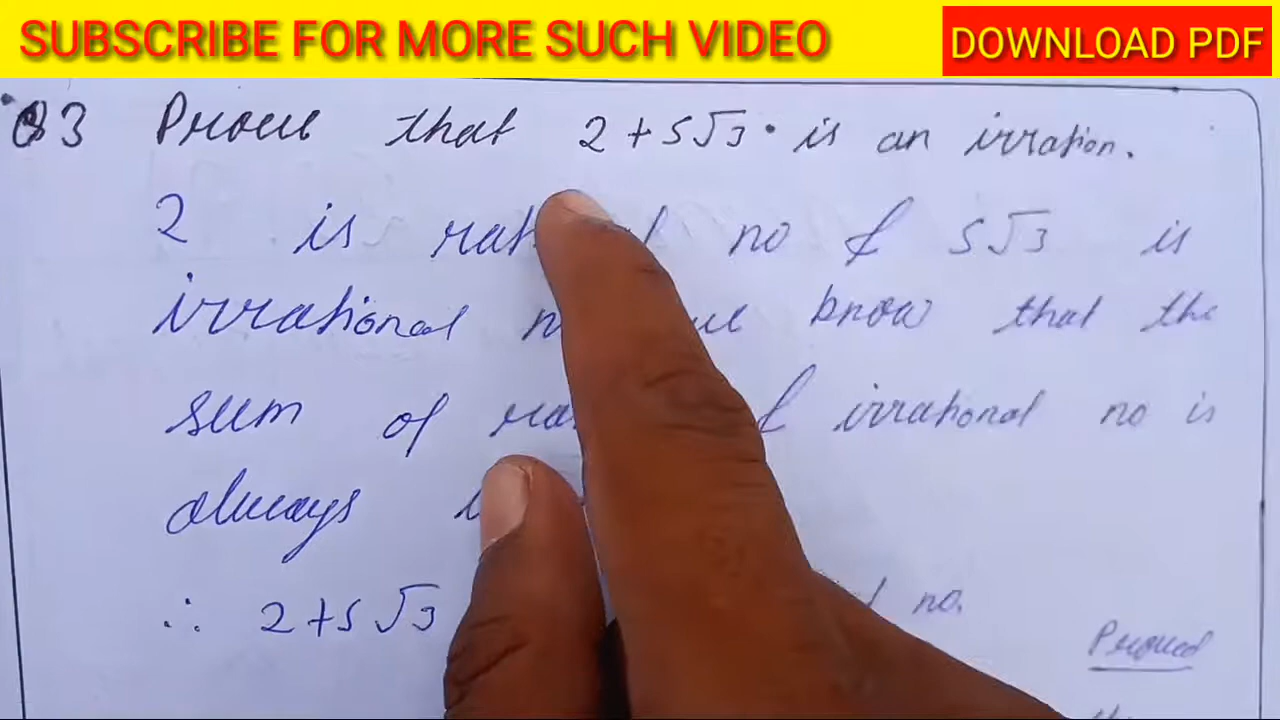 SUBSCRIBE FOR MORE SUCH VIDEO
DOWNLOAD PDF
Q3 Prove that 2+5√3 is an irration.
2 is no & 5√3 is
irrational know that the
sum of irrational no is
always
∴ 2+5√3 no.
Proved